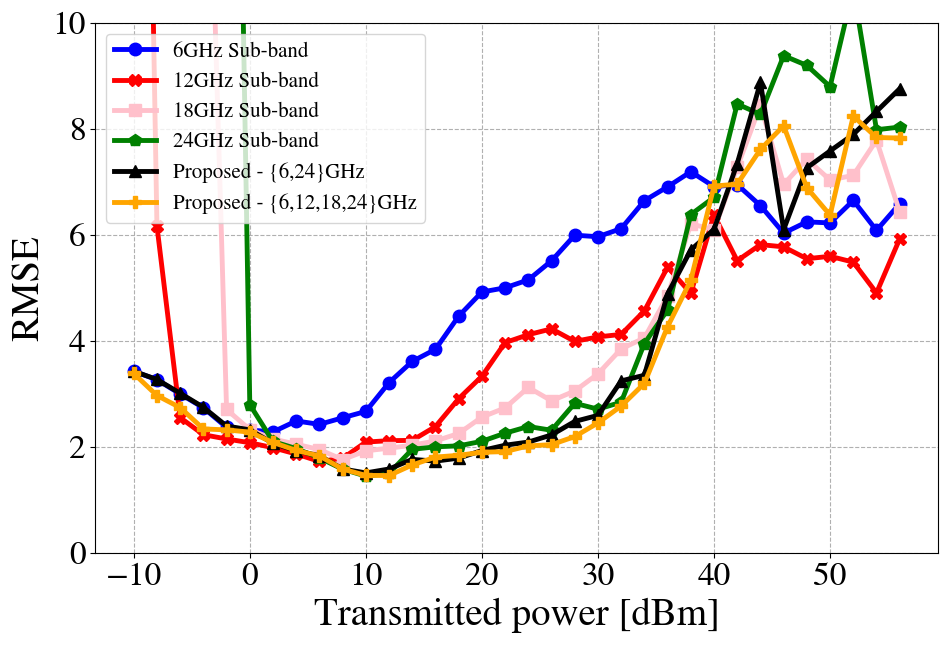 10
8
6
4
2
0
RMSE
6GHz Sub-band
12GHz Sub-band
18GHz Sub-band
24GHz Sub-band
Proposed - {6,24}GHz
Proposed - {6,12,18,24}GHz
−10 0 10 20 30 40 50
Transmitted power [dBm]